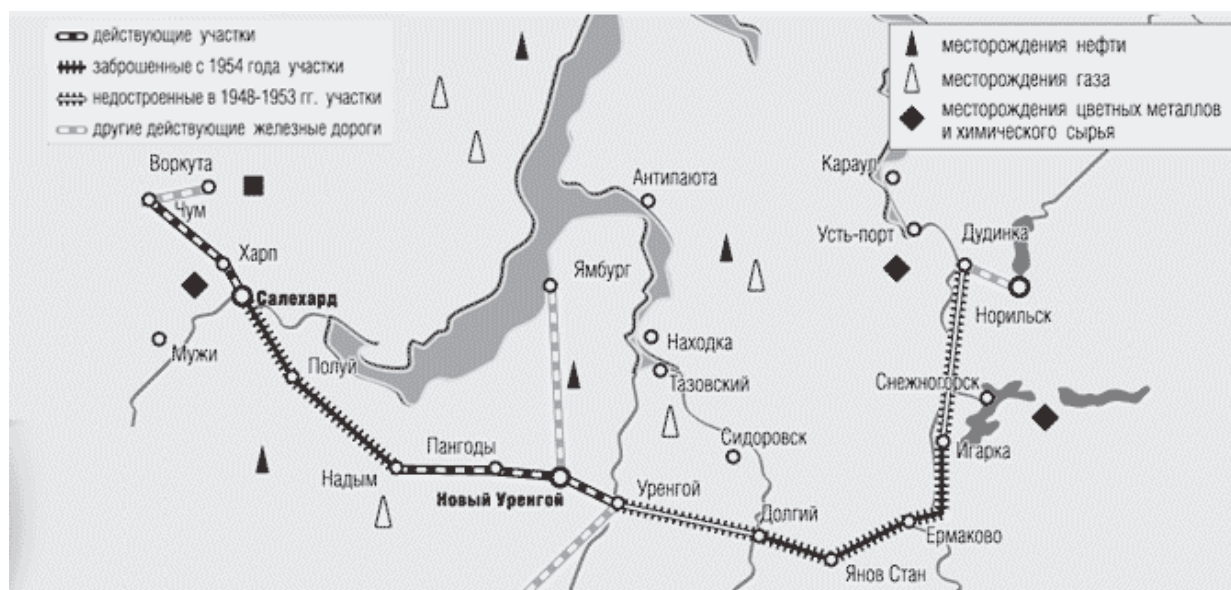 действующие участки
заброшенные с 1954 года участки
недостроенные в 1948-1953 гг. участки
другие действующие железные дороги
месторождения нефти
месторождения газа
месторождения цветных металлов
и химического сырья
Воркута
Чум
Харп
Салехард
Мужи
Полуй
Надым
Пангоды
Новый Уренгой
Ямбург
Антипаюта
Находка
Тазовский
Сидоровск
Уренгой
Долгий
Янов Стан
Ермаково
Игарка
Снежногорск
Норильск
Дудинка
Усть-порт
Караул